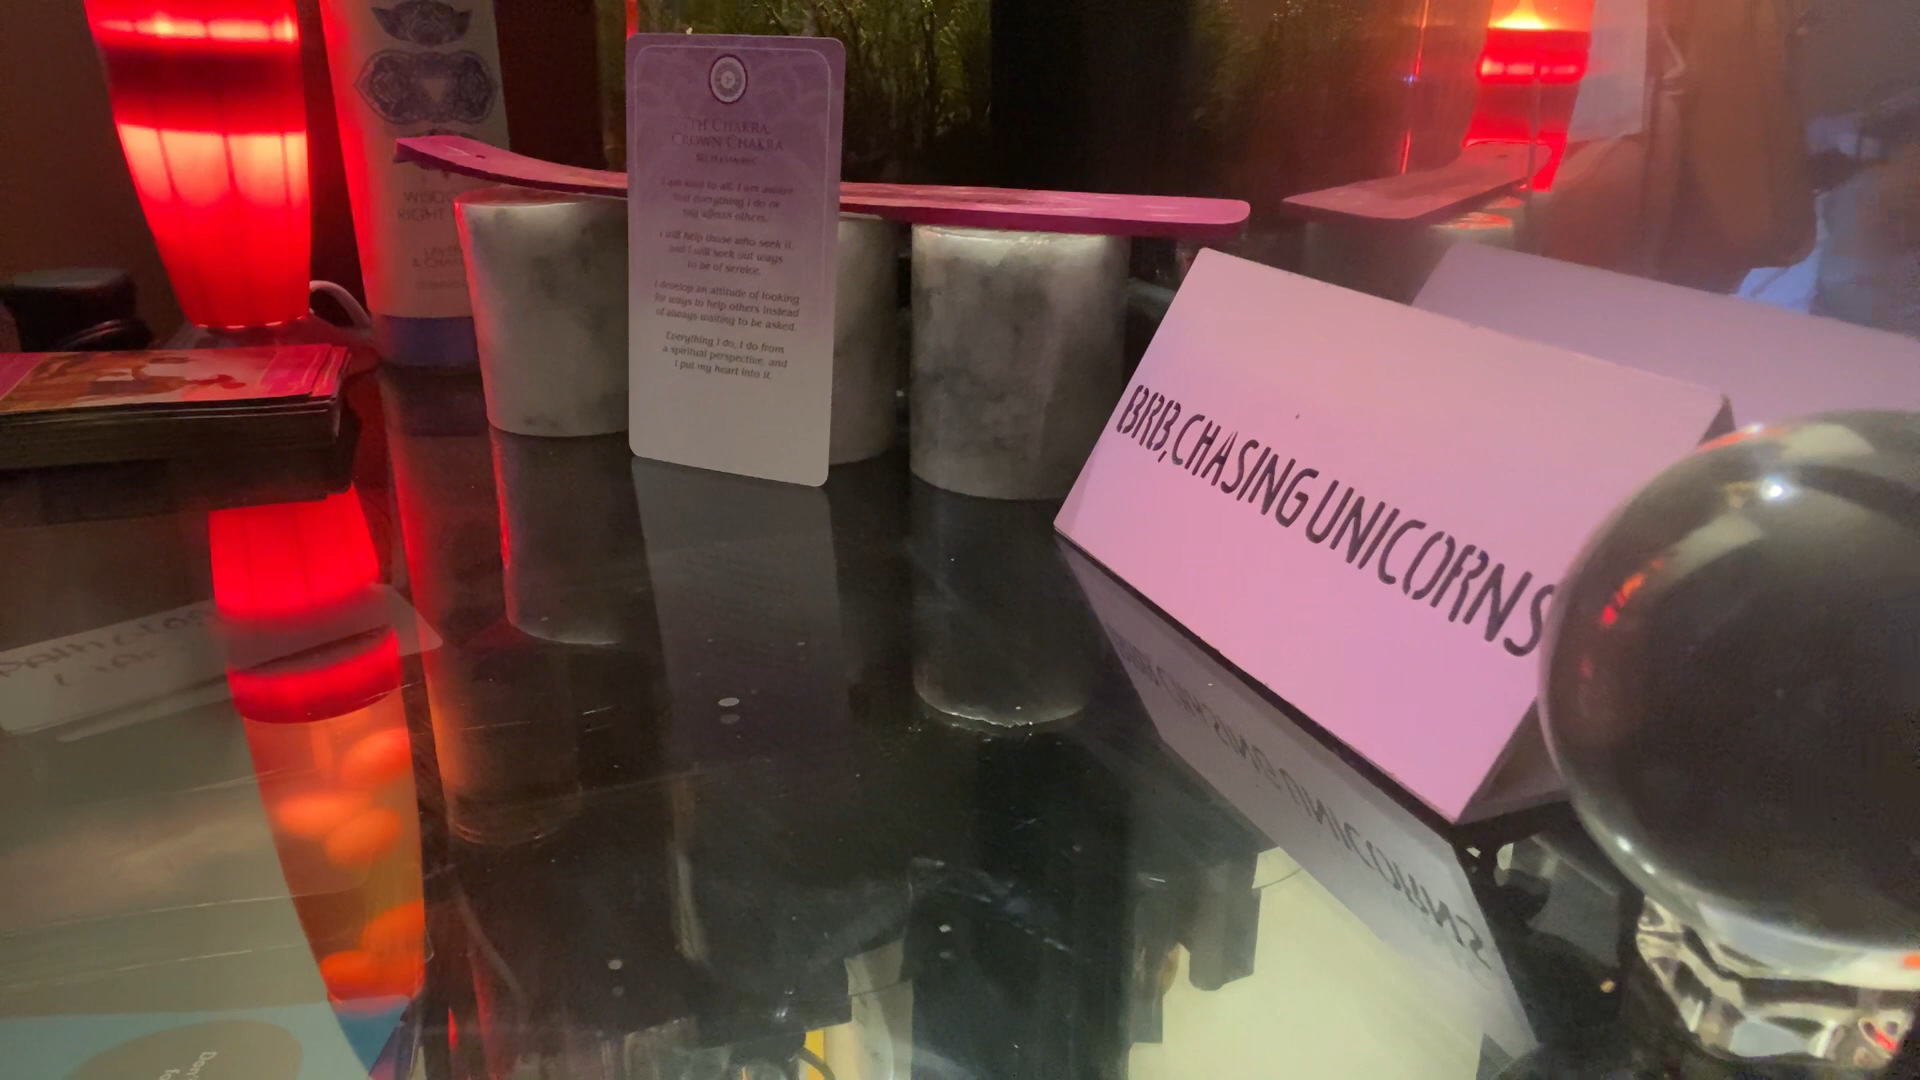 7TH CHAKRA
CROWN CHAKRA
I am kind to all. I am aware
that everything I do or
say affects others.
I will help those who seek it,
and I will seek out ways
to be of service.
I develop an attitude of looking
for ways to help others instead
of always waiting to be asked.
Everything I do, I do from
a spiritual perspective, and
I put my heart into it.
BRB, CHASING UNICORNS
RIGHT